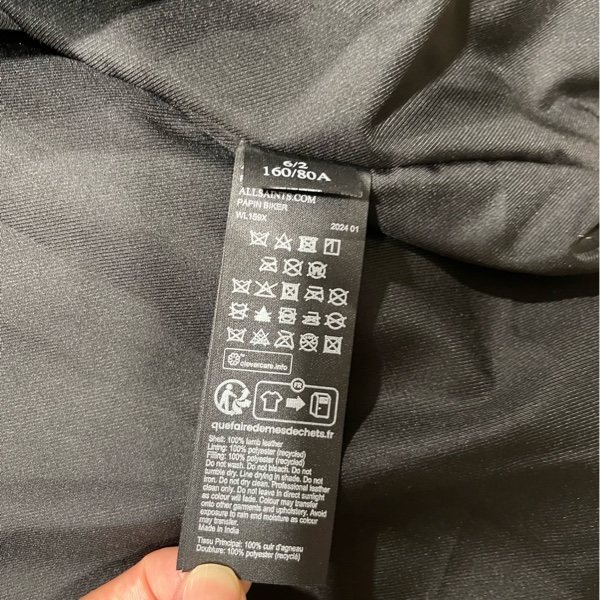 6/2
160/80A
ALLSAINTS.COM
PAPIN BIKER
WL169X 2024 01
clevercare.info
FR
quefairedemesdechets.fr
Shell: 100% lamb leather
Lining: 100% polyester (recycled)
Filling: 100% polyester (recycled)
Do not wash. Do not bleach. Do not
tumble dry. Line drying in shade. Do not
iron. Do not dry clean. Professional leather
clean only. Do not leave in direct sunlight
as colour will fade. Colour may transfer
onto other garments and upholstery. Avoid
exposure to rain and moisture as colour
may transfer.
Made in India
Tissu Principal: 100% cuir d'agneau
Doublure: 100% polyester (recyclé)